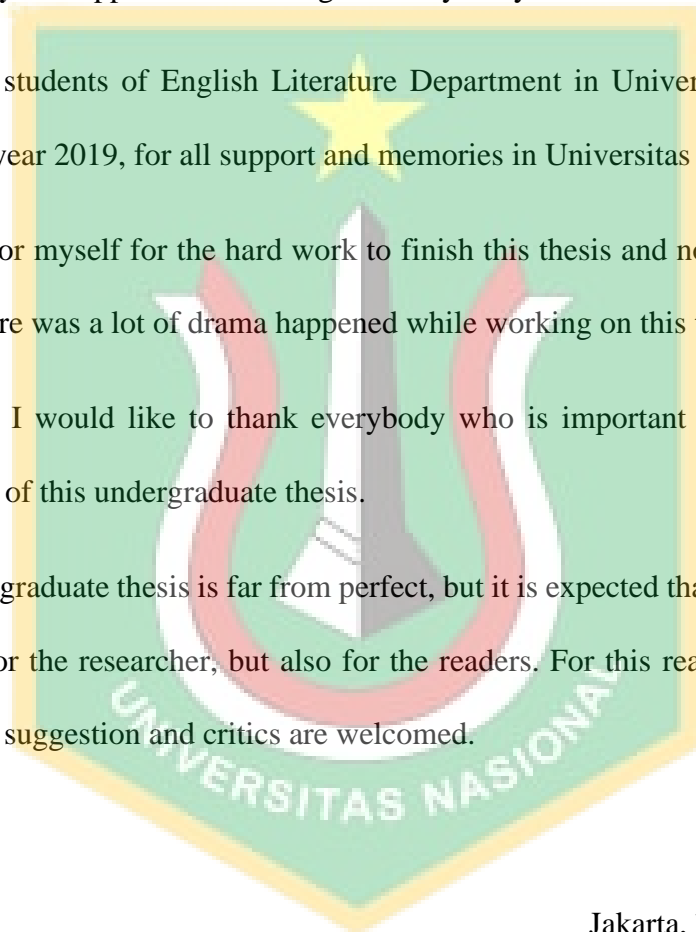 students of English Literature Department in Univer
year 2019, for all support and memories in Universitas
or myself for the hard work to finish this thesis and
re was a lot of drama happened while working on this
I would like to thank everybody who is important
of this undergraduate thesis.
graduate thesis is far from perfect, but it is expected
or the researcher, but also for the readers. For this
suggestion and critics are welcomed.
UNIVERSITAS NASIONAL
Jakarta,